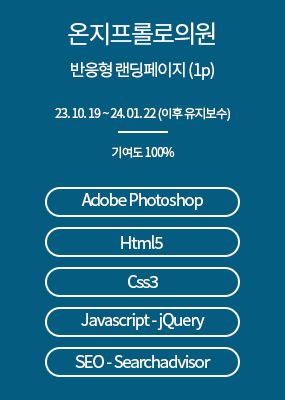 온지프롤로의원
반응형 랜딩페이지 (1p)
23. 10. 19 ~ 24. 01. 22 (이후 유지보수)
기여도 100%
Adobe Photoshop
Html5
Css3
Javascript - jQuery
SEO - Searchadvisor